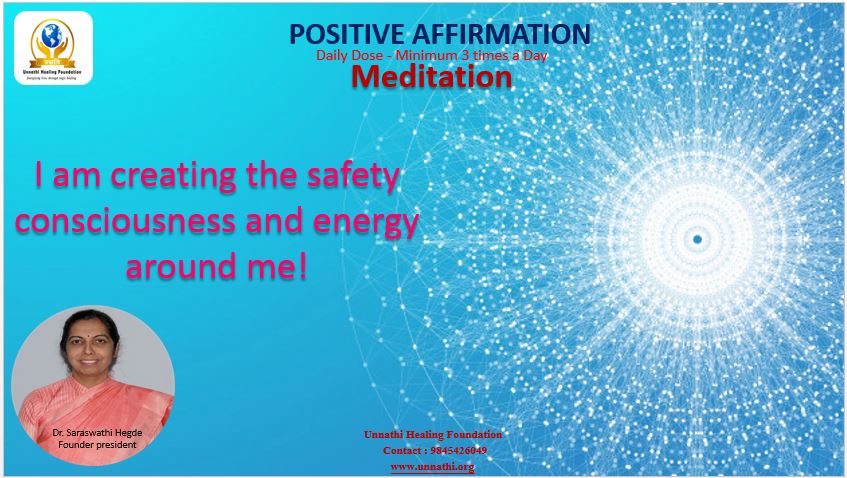 POSITIVE AFFIRMATION
Daily Dose - Minimum 3 times a Day
Meditation
Unnathi Healing Foundation
I am creating the safety
consciousness and energy
around me!
Dr. Saraswathi Hegde
Founder president
Unnathi Healing Foundation
Contact : 9845426049
www.unnathi.org